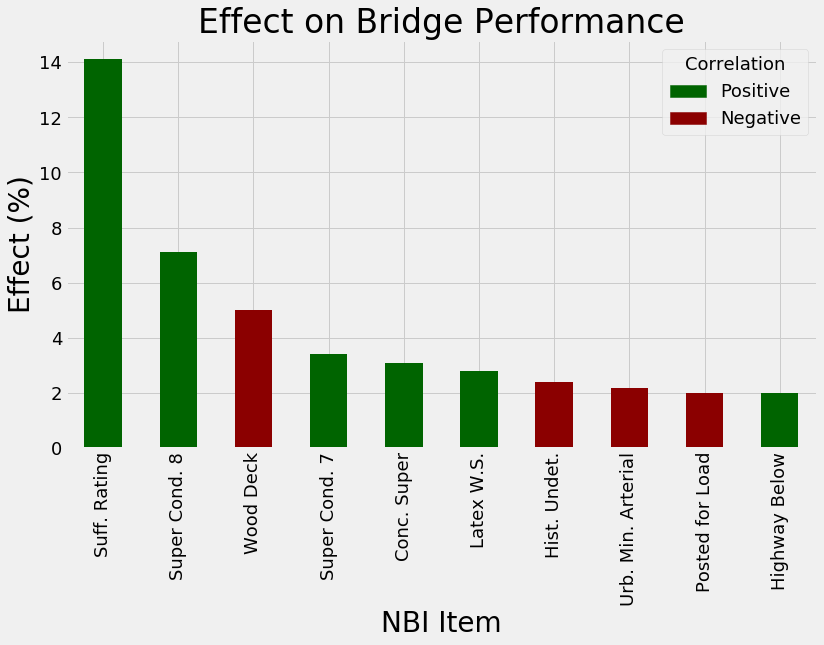 Effect on Bridge Performance
Correlation
Positive
Negative
Effect (%)
14
12
10
8
6
4
2
0
Suff. Rating
Super Cond. 8
Wood Deck
Super Cond. 7
Conc. Super
Latex W.S.
Hist. Undet.
Urb. Min. Arterial
Posted for Load
Highway Below
NBI Item